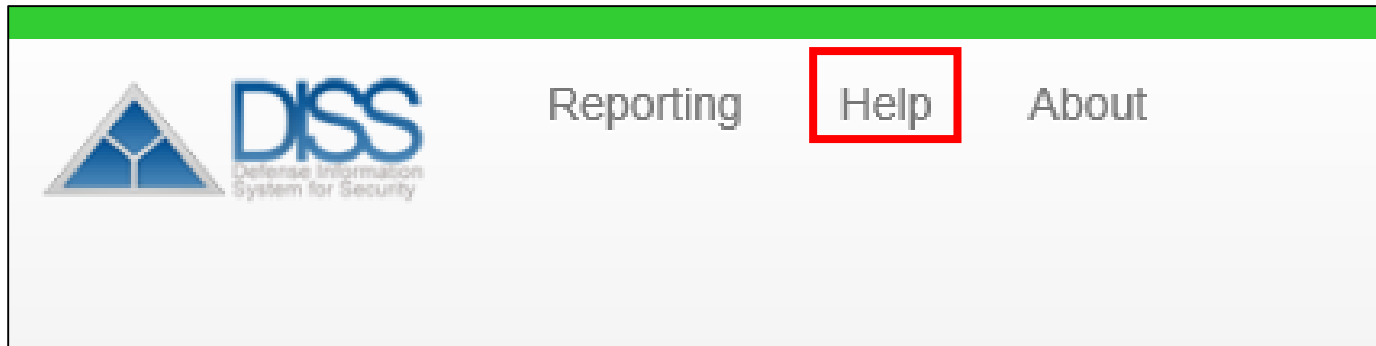 DISS
Defense Information
System for Security
Reporting Help About